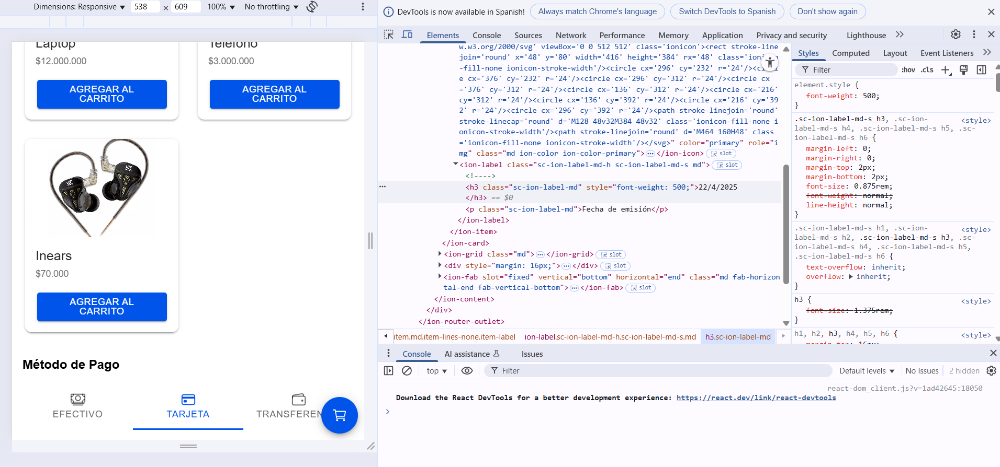 Dimensions: Responsive ▼ 538 × 609 100% ▼ No throttling ▼
Laptop
$12.000.000
AGREGAR AL
CARRITO
Teléfono
$3.000.000
AGREGAR AL
CARRITO
Inears
$70.000
AGREGAR AL
CARRITO
Método de Pago
EFECTIVO
TARJETA
TRANSFEREN
DevTools is now available in Spanish! Always match Chrome's language Switch DevTools to Spanish Don't show again
Elements Console Sources Network Performance Memory Application Privacy and security Lighthouse
w.w3.org/2000/svg' viewBox='0 0 512 512' class='ionicon'><rect stroke-line
join='round' x='48' y='80' width='416' height='384' rx='48' class='ionico
-fill-none ionicon-stroke-width'/><circle cx='296' cy='232' r='24'/><circl
e cx='376' cy='232' r='24'/><circle cx='296' cy='312' r='24'/><circle cx
='376' cy='312' r='24'/><circle cx='136' cy='312' r='24'/><circle cx='216'
cy='312' r='24'/><circle cx='136' cy='392' r='24'/><circle cx='216' cy='39
2' r='24'/><circle cx='296' cy='392' r='24'/><path stroke-linejoin='round'
stroke-linecap='round' d='M128 48v32M384 48v32' class='ionicon-fill-none i
onicon-stroke-width'/><path stroke-linejoin='round' d='M464 160H48' class
='ionicon-fill-none ionicon-stroke-width'/></svg>" color="primary" role="i
mg" class="md ion-color ion-color-primary">…</ion-icon> slot
<ion-label class="sc-ion-label-md-h sc-ion-label-md-s md"> slot
<!---->
<h3 class="sc-ion-label-md" style="font-weight: 500;">22/4/2025
</h3> == $0
<p class="sc-ion-label-md">Fecha de emisión</p>
</ion-label>
</ion-item>
</ion-card>
<ion-grid class="md">…</ion-grid> slot
<div style="margin: 16px;">…</div> slot
<ion-fab slot="fixed" vertical="bottom" horizontal="end" class="md fab-horizon
tal-end fab-vertical-bottom">…</ion-fab> slot
</ion-content>
</div>
</ion-router-outlet>
item.md.item-lines-none.item-label ion-label.sc-ion-label-md-h.sc-ion-label-md-s.md h3.sc-ion-label-md
Styles Computed Layout Event Listeners
Filter :hov .cls
element.style {
font-weight: 500;
}
.sc-ion-label-md-s h3, .sc-ion- <style>
label-md-s h4, .sc-ion-label-md-s h5, .sc-
ion-label-md-s h6 {
margin-left: 0;
margin-right: 0;
margin-top: 2px;
margin-bottom: 2px;
font-size: 0.875rem;
font-weight: normal;
line-height: normal;
}
.sc-ion-label-md-s h1, .sc-ion- <style>
label-md-s h2, .sc-ion-label-md-s h3, .sc-
ion-label-md-s h4, .sc-ion-label-md-s h5,
.sc-ion-label-md-s h6 {
text-overflow: inherit;
overflow: ▶ inherit;
}
h3 { <style>
font-size: 1.375rem;
}
h1, h2, h3, h4, h5, h6 { <style>
margin-top: 16px;
Console AI assistance Issues
top ▼ Filter Default levels ▼ No Issues 2 hidden
react-dom_client.js?v=1ad42645:18050
Download the React DevTools for a better development experience: https://react.dev/link/react-devtools